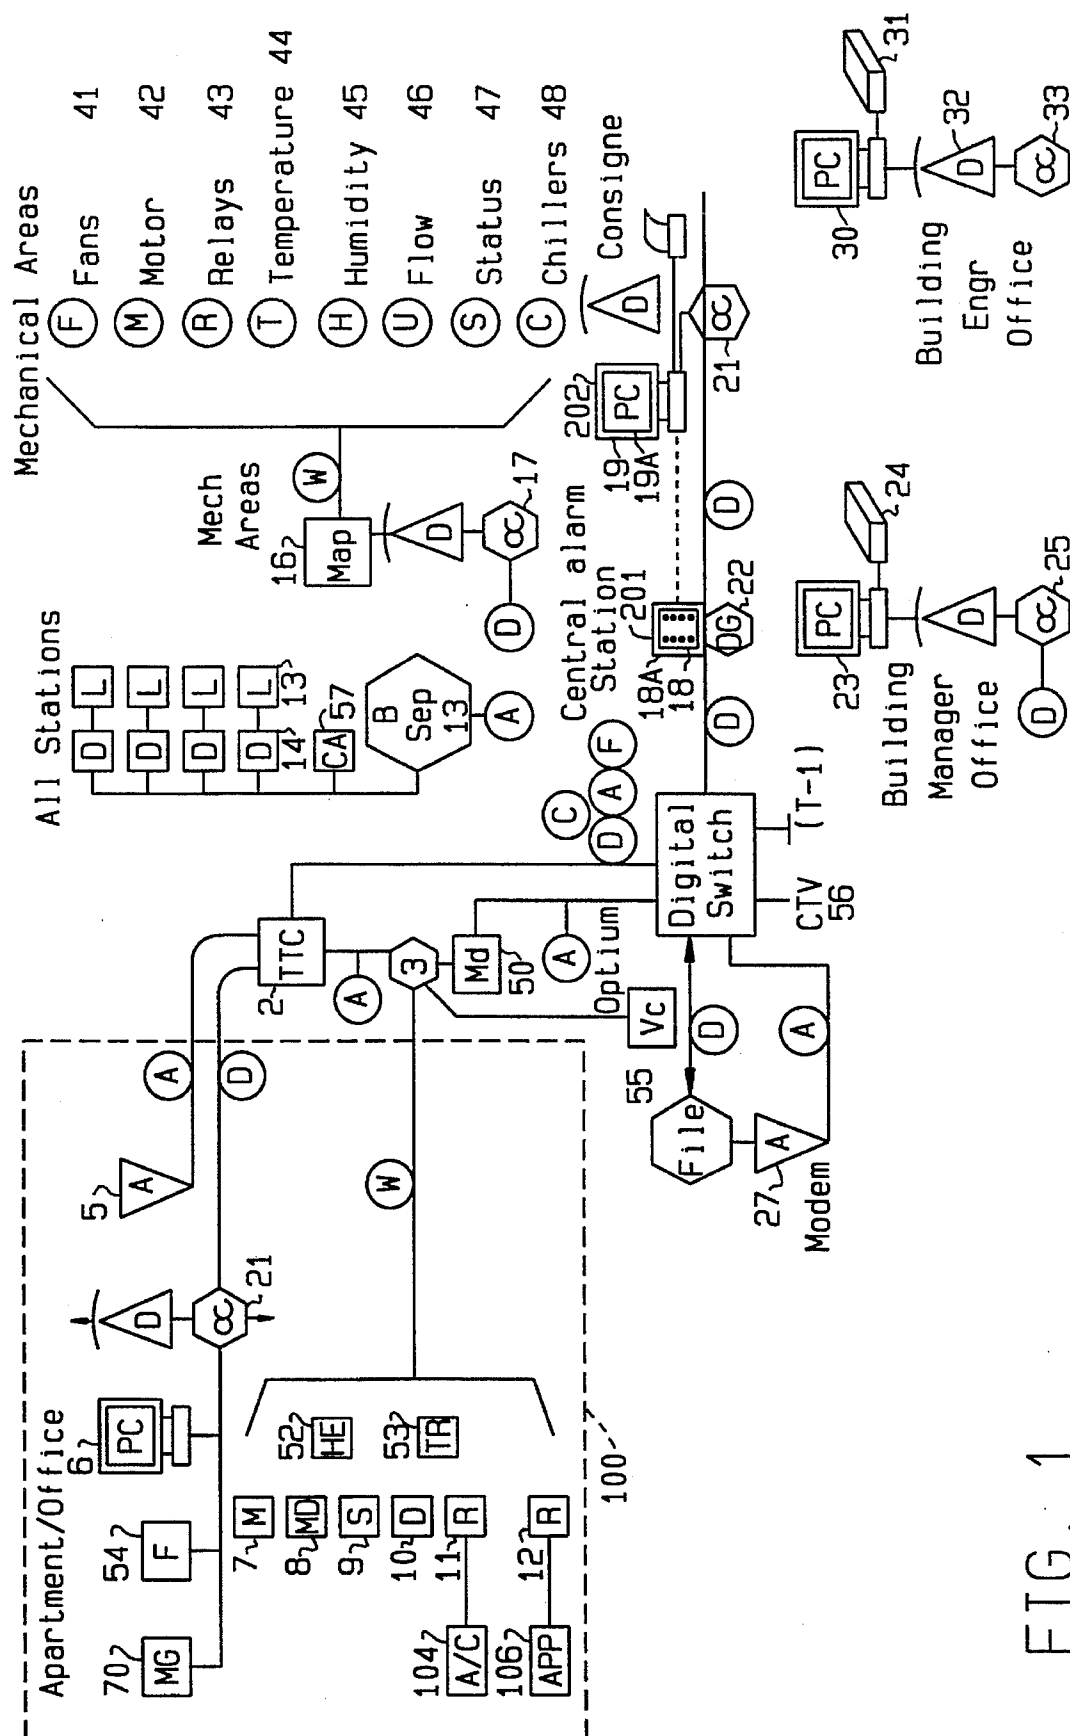 Apartment/Office
70
MG
54
F
6
PC
D
α
21
5
A
A
D
7
M
8
MD
9
S
10
D
11
R
104
A/C
12
R
106
APP
52
HE
53
TR
W
100
2
TTC
A
3
Md
50
A
Optium
Vc
55
File
D
A
27
Modem
A
Digital
Switch
CTV
56
(T-1)
C
D A F
All Stations
D L
D L
D L
D L
14 13
CA 57
B
Sep
13
A
Mechanical Areas
F Fans 41
M Motor 42
R Relays 43
T Temperature 44
H Humidity 45
U Flow 46
S Status 47
C Chillers 48
W
Mech
Areas
16
Map
D
α
17
D
Central alarm
Station
201
18A
18
DG
22
D
D
202
PC
19
19A
D
Consigne
α
21
23
PC
24
D
α
25
D
Building
Manager
Office
30
PC
31
D
32
α
33
Building
Engr
Office
FIG. 1